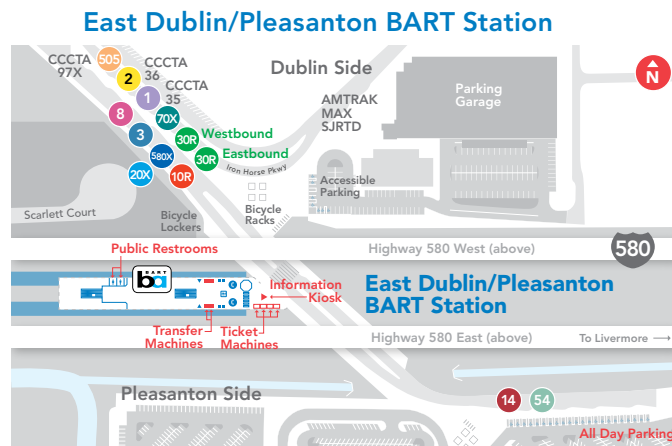 East Dublin/Pleasanton BART Station
CCCTA
97X
505
2
CCCTA
36
1
CCCTA
35
8
70X
3
30R
Westbound
580X
30R
Eastbound
20X
10R
Iron Horse Pkwy
Dublin Side
AMTRAK
MAX
SJRTD
Parking
Garage
N
Accessible
Parking
Scarlett Court
Bicycle
Lockers
Bicycle
Racks
Public Restrooms
Highway 580 West (above)
580
BART
ba
Information
Kiosk
East Dublin/Pleasanton
BART Station
Transfer
Machines
Ticket
Machines
Highway 580 East (above)
To Livermore
Pleasanton Side
14
54
All Day Parking